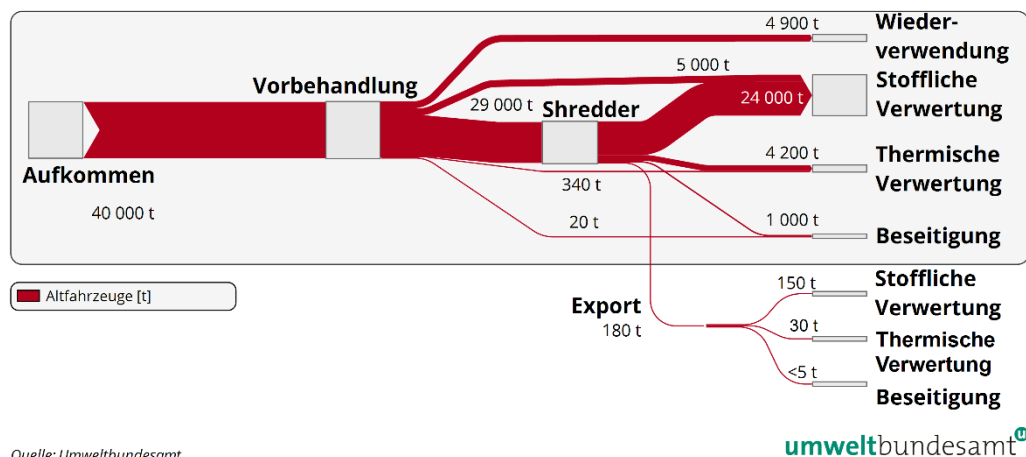 4 900 t
Wieder-
verwendung
5 000 t
Vorbehandlung
29 000 t
Shredder
24 000 t
Stoffliche
Verwertung
Aufkommen
40 000 t
340 t
4 200 t
Thermische
Verwertung
20 t
1 000 t
Beseitigung
Altfahrzeuge [t]
Export
180 t
150 t
Stoffliche
Verwertung
30 t
Thermische
Verwertung
<5 t
Beseitigung
Quelle: Umweltbundesamt
umweltbundesamt u